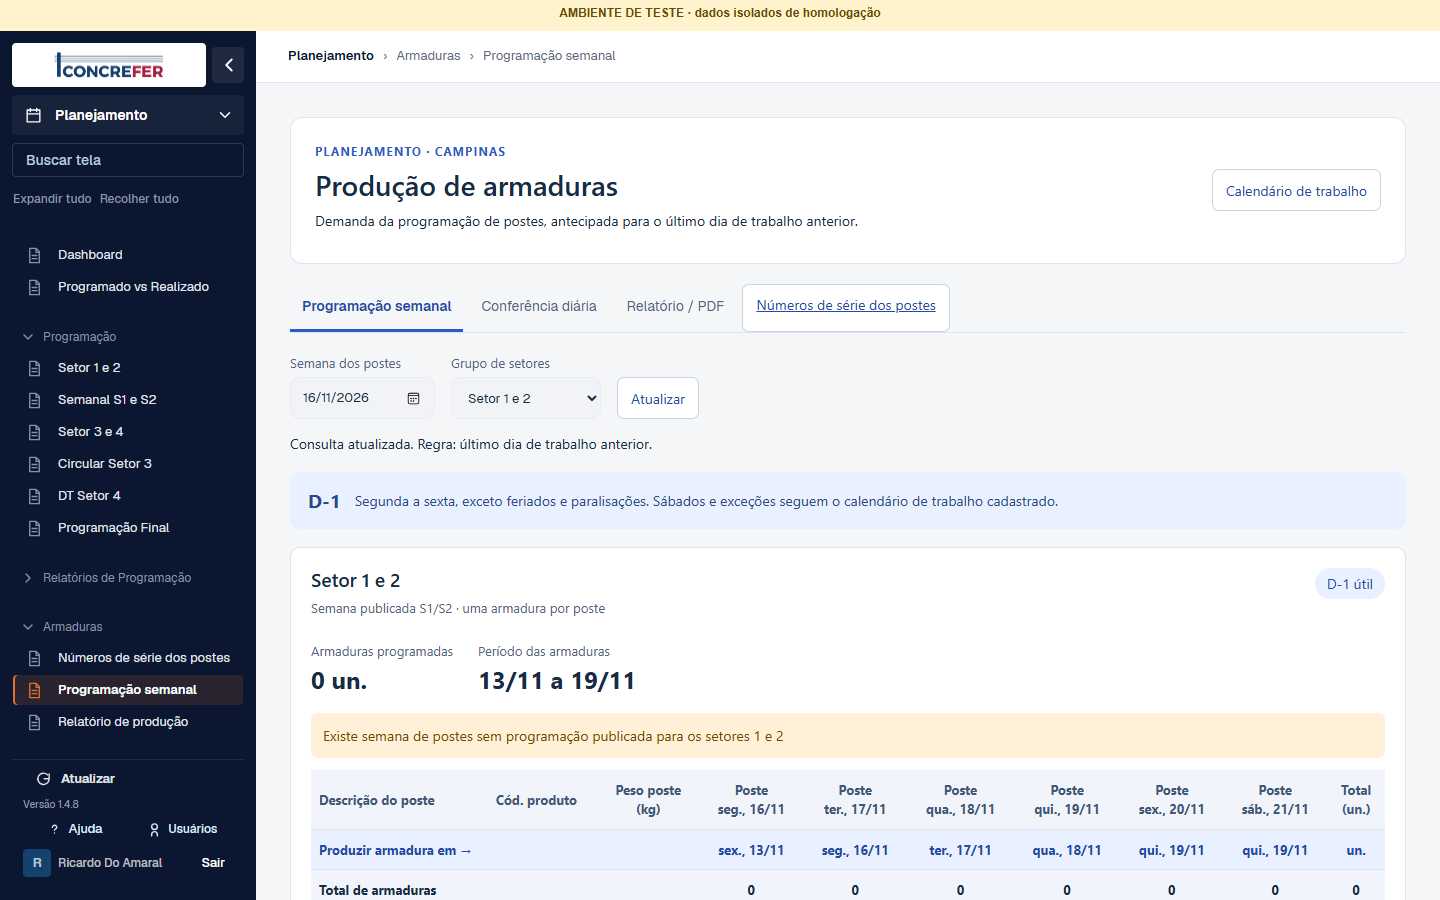 AMBIENTE DE TESTE · dados isolados de homologação
CONCREFER
Planejamento
Buscar tela
Expandir tudo Recolher tudo
Dashboard
Programado vs Realizado
Programação
Setor 1 e 2
Semanal S1 e S2
Setor 3 e 4
Circular Setor 3
DT Setor 4
Programação Final
Relatórios de Programação
Armaduras
Números de série dos postes
Programação semanal
Relatório de produção
Atualizar
Versão 1.4.8
? Ajuda Usuários
R Ricardo Do Amaral Sair
Planejamento › Armaduras › Programação semanal
PLANEJAMENTO · CAMPINAS
Produção de armaduras
Demanda da programação de postes, antecipada para o último dia de trabalho anterior.
Calendário de trabalho
Programação semanal Conferência diária Relatório / PDF Números de série dos postes
Semana dos postes Grupo de setores
16/11/2026 Setor 1 e 2 Atualizar
Consulta atualizada. Regra: último dia de trabalho anterior.
D-1 Segunda a sexta, exceto feriados e paralisações. Sábados e exceções seguem o calendário de trabalho cadastrado.
Setor 1 e 2
D-1 útil
Semana publicada S1/S2 · uma armadura por poste
Armaduras programadas Período das armaduras
0 un. 13/11 a 19/11
Existe semana de postes sem programação publicada para os setores 1 e 2
Descrição do poste Cód. produto Peso poste (kg) Poste seg., 16/11 Poste ter., 17/11 Poste qua., 18/11 Poste qui., 19/11 Poste sex., 20/11 Poste sáb., 21/11 Total (un.)
Produzir armadura em → sex., 13/11 seg., 16/11 ter., 17/11 qua., 18/11 qui., 19/11 qui., 19/11 un.
Total de armaduras 0 0 0 0 0 0 0